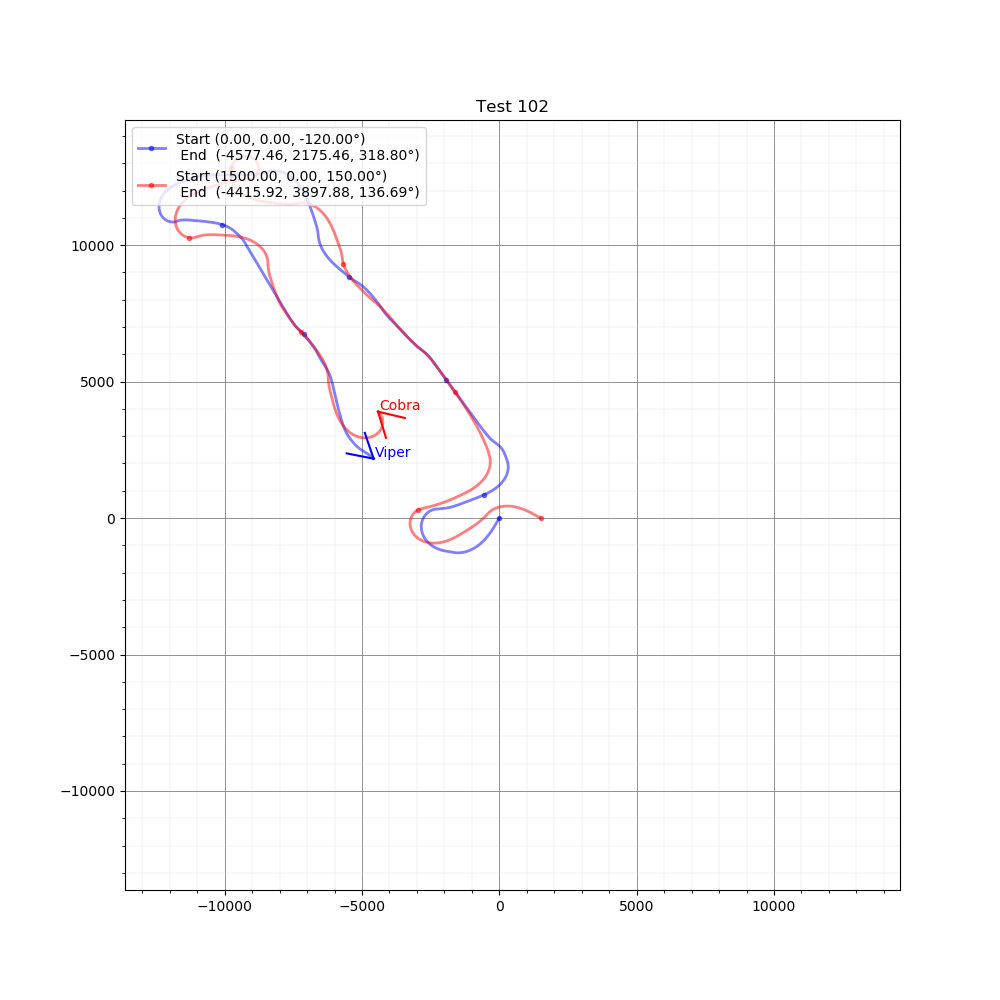 Test 102
Start (0.00, 0.00, -120.00°)
End (-4577.46, 2175.46, 318.80°)
Start (1500.00, 0.00, 150.00°)
End (-4415.92, 3897.88, 136.69°)
10000
5000
Cobra
Viper
0
−5000
−10000
−10000 −5000 0 5000 10000